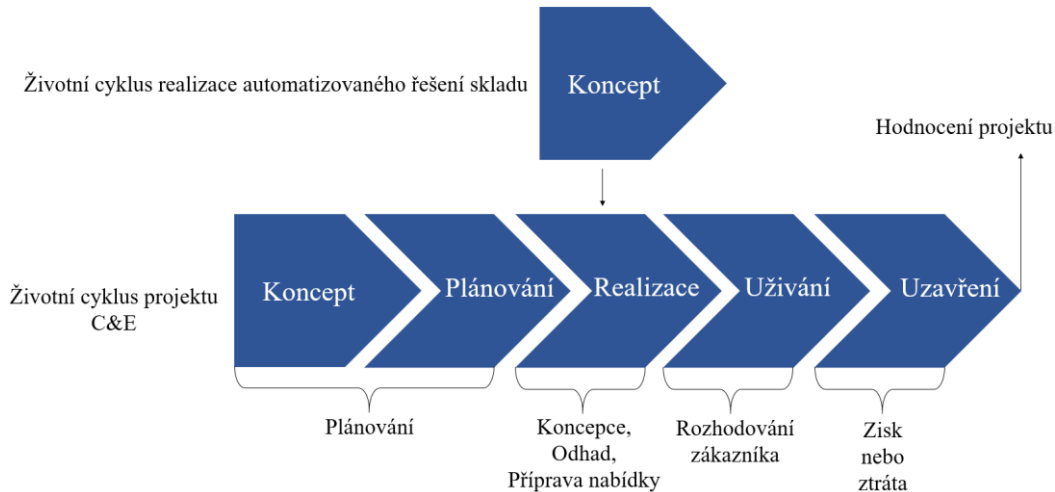 Koncept
Životní cyklus realizace automatizovaného řešení skladu
Hodnocení projektu
Koncept
Plánování
Realizace
Užívání
Uzavření
Životní cyklus projektu
C&E
Plánování
Koncepce,
Odhad,
Příprava nabídky
Rozhodování
zákazníka
Zisk
nebo
ztráta